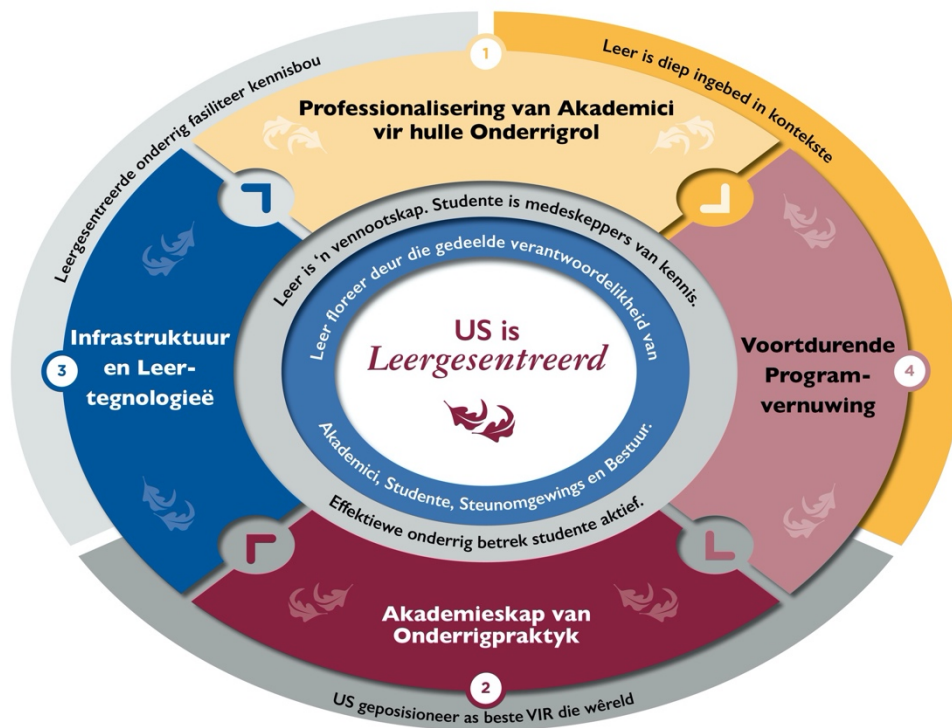 Leergesentreerde onderrig fasiliteer kennisbou
1
Leer is diep ingebed in kontekste
Professionalisering van Akademici
vir hulle Onderrigrol
Leer is ‘n vennootskap. Studente is medeskeppers van kennis.
Leer floreer deur die gedeelde verantwoordelikheid van
US is
Leergesentreerd
Akademici, Studente, Steunomgewings en Bestuur.
Effektiewe onderrig betrek studente aktief.
3
Infrastruktuur
en Leer-
tegnologieë
Voortdurende
Program-
vernuwing
4
Akademieskap van
Onderrigpraktyk
2
US geposisioneer as beste VIR die wêreld